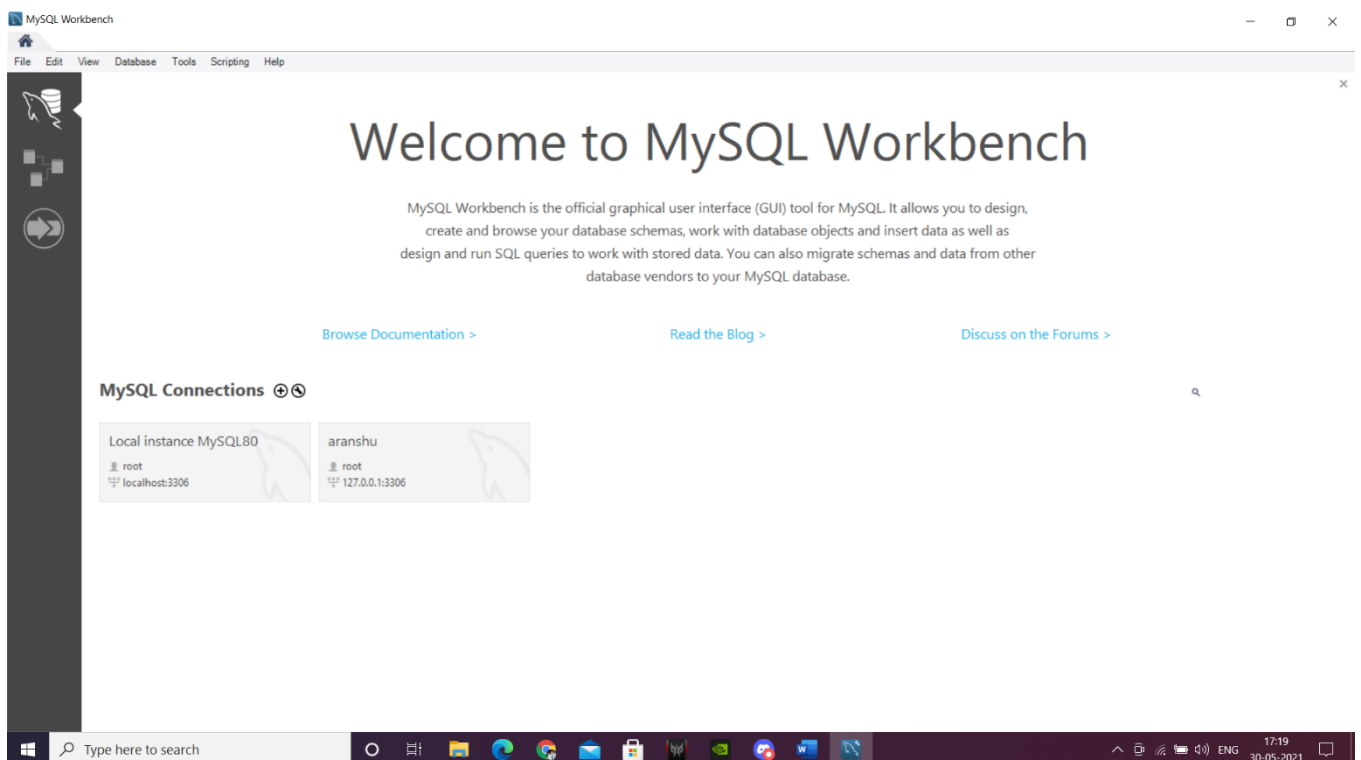 MySQL Workbench
File Edit View Database Tools Scripting Help
Welcome to MySQL Workbench
MySQL Workbench is the official graphical user interface (GUI) tool for MySQL. It allows you to design,
create and browse your database schemas, work with database objects and insert data as well as
design and run SQL queries to work with stored data. You can also migrate schemas and data from other
database vendors to your MySQL database.
Browse Documentation > Read the Blog > Discuss on the Forums >
MySQL Connections
Local instance MySQL80
root
localhost:3306
aranshu
root
127.0.0.1:3306
Type here to search
ENG
17:19
30-05-2021